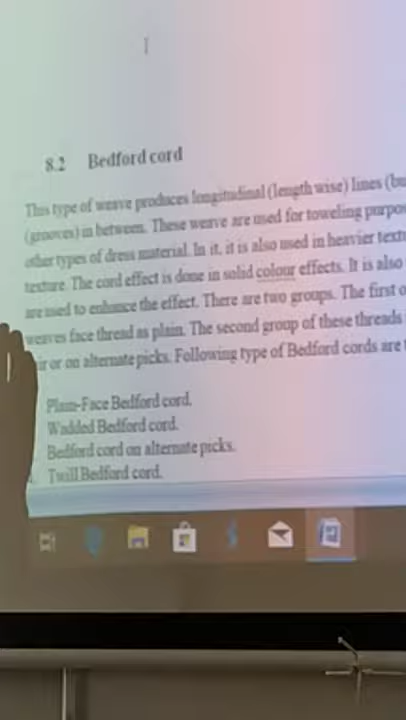 8.2 Bedford cord
This type of weave produces longitudinal (length wise) lines (bu
(grooves) in between. These weave are used for toweling purpo
other types of dress material. In it, it is also used in heavier text
texture. The cord effect is done in solid colour effects. It is also
are used to enhance the effect. There are two groups. The first o
weaves face thread as plain. The second group of these threads
or on alternate picks. Following type of Bedford cords are
Plain-Face Bedford cord.
Wadded Bedford cord.
Bedford cord on alternate picks.
Twill Bedford cord.